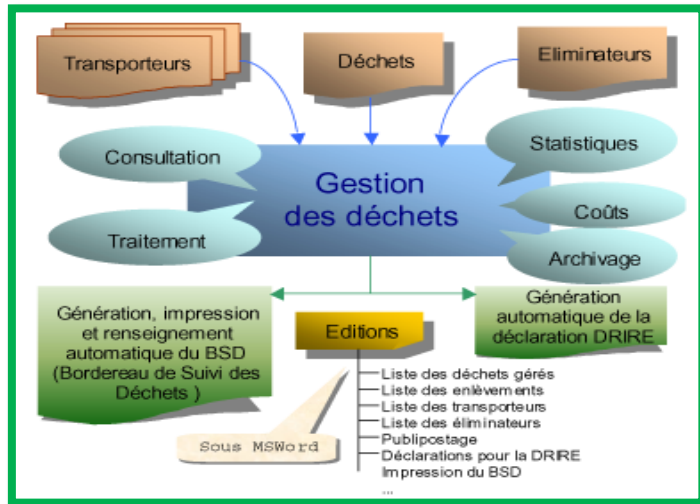 Transporteurs
Déchets
Eliminateurs
Consultation
Statistiques
Gestion
des déchets
Coûts
Traitement
Archivage
Génération, impression
et renseignement
automatique du BSD
(Bordereau de Suivi des
Déchets )
Génération
automatique de la
déclaration DRIRE
Editions
Liste des déchets gérés
Liste des enlèvements
Liste des transporteurs
Liste des éliminateurs
Publipostage
Déclarations pour la DRIRE
Impression du BSD
...
Sous MSWord